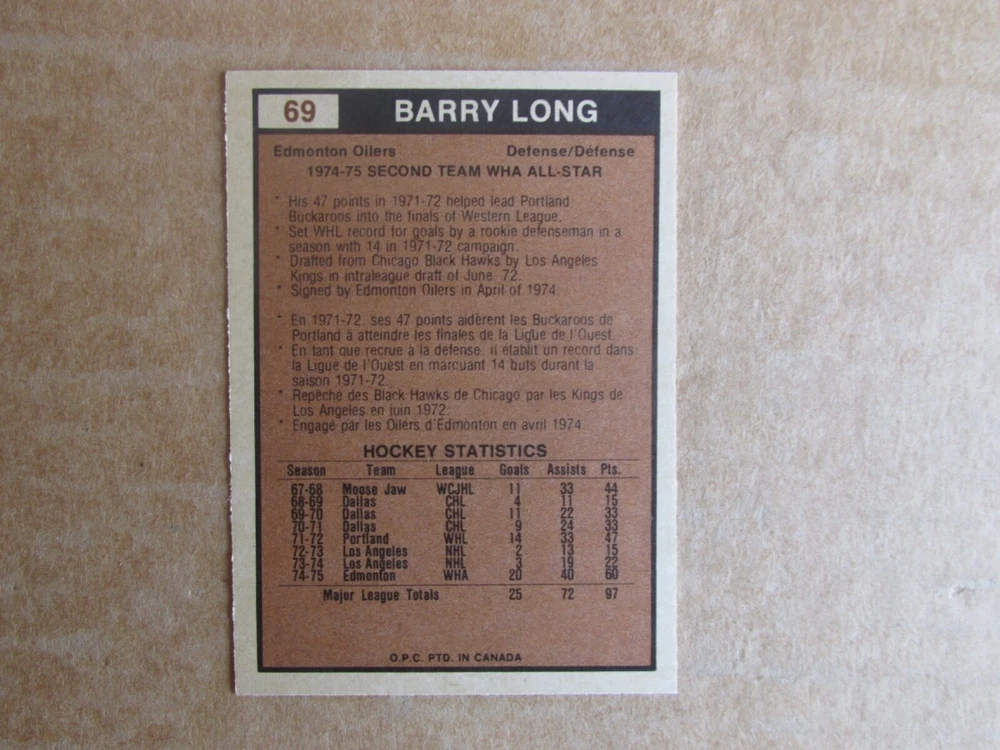 69 BARRY LONG
Edmonton Oilers Defense/Défense
1974-75 SECOND TEAM WHA ALL-STAR
* His 47 points in 1971-72 helped lead Portland
Buckaroos into the finals of Western League.
* Set WHL record for goals by a rookie defenseman in a
season with 14 in 1971-72 campaign.
* Drafted from Chicago Black Hawks by Los Angeles
Kings in intraleague draft of June, 72.
* Signed by Edmonton Oilers in April of 1974.
* En 1971-72, ses 47 points aidèrent les Buckaroos de
Portland à atteindre les finales de la Ligue de l'Ouest.
* En tant que recrue à la défense, il établit un record dans
la Ligue de l'Ouest en marquant 14 buts durant la
saison 1971-72.
* Repêché des Black Hawks de Chicago par les Kings de
Los Angeles en juin 1972.
* Engagé par les Oilers d'Edmonton en avril 1974.
HOCKEY STATISTICS
Season Team League Goals Assists Pts.
67-68 Moose Jaw WCJHL 11 33 44
68-69 Dallas CHL 4 11 15
69-70 Dallas CHL 11 22 33
70-71 Dallas CHL 9 24 33
71-72 Portland WHL 14 33 47
72-73 Los Angeles NHL 2 13 15
73-74 Los Angeles NHL 3 19 22
74-75 Edmonton WHA 20 40 60
Major League Totals 25 72 97
O.P.C. PTD. IN CANADA